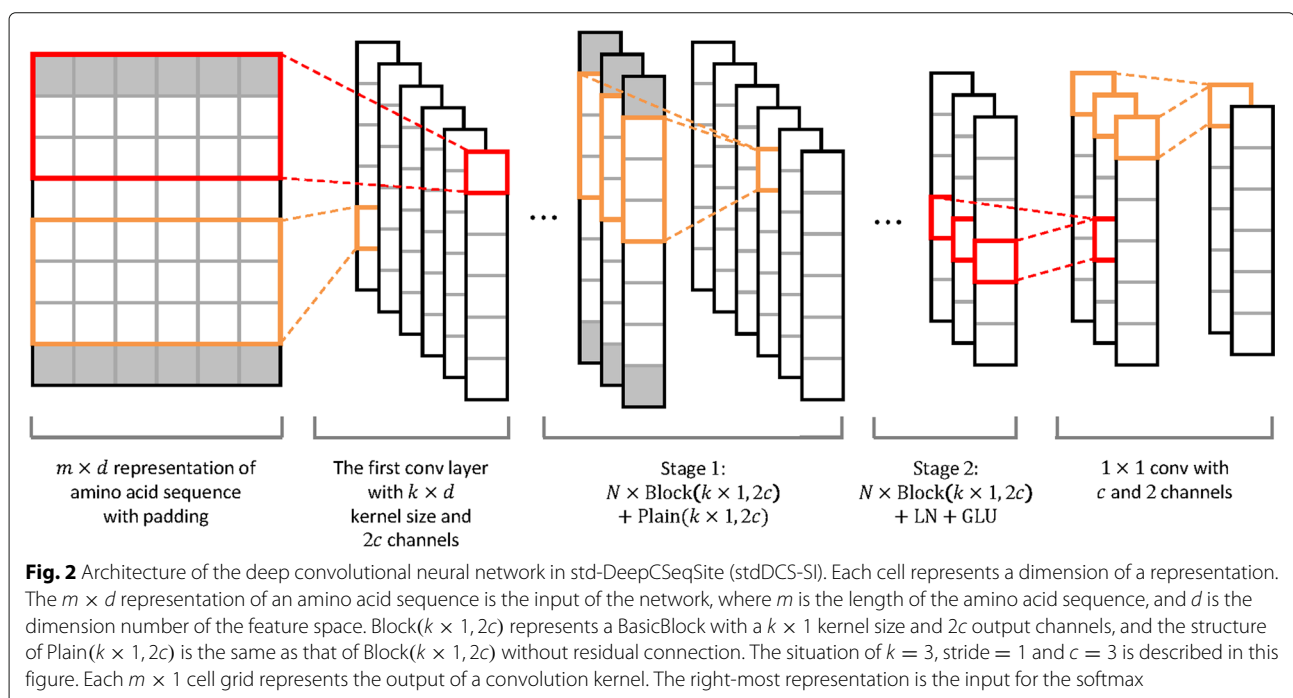 ...
...
m × d representation of
amino acid sequence
with padding
The first conv layer
with k × d
kernel size and
2c channels
Stage 1:
N × Block(k × 1, 2c)
+ Plain(k × 1, 2c)
Stage 2:
N × Block(k × 1, 2c)
+ LN + GLU
1 × 1 conv with
c and 2 channels
Fig. 2 Architecture of the deep convolutional neural network in std-DeepCSeqSite (stdDCS-SI). Each cell represents a dimension of a representation.
The m × d representation of an amino acid sequence is the input of the network, where m is the length of the amino acid sequence, and d is the
dimension number of the feature space. Block(k × 1, 2c) represents a BasicBlock with a k × 1 kernel size and 2c output channels, and the structure
of Plain(k × 1, 2c) is the same as that of Block(k × 1, 2c) without residual connection. The situation of k = 3, stride = 1 and c = 3 is described in this
figure. Each m × 1 cell grid represents the output of a convolution kernel. The right-most representation is the input for the softmax